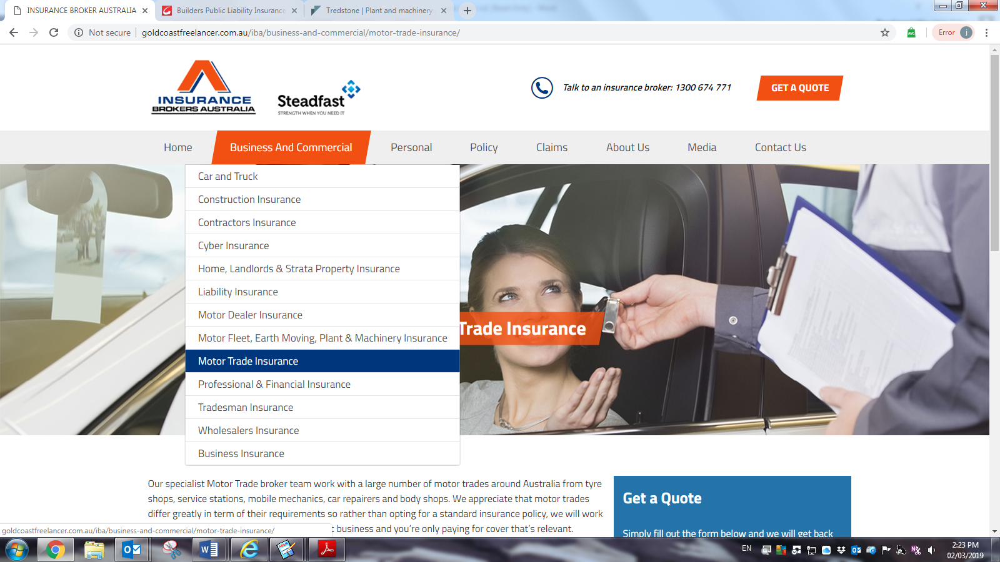 INSURANCE BROKER AUSTRALIA
Builders Public Liability Insurance
Tredstone | Plant and machinery
Not secure
goldcoastfreelancer.com.au/iba/business-and-commercial/motor-trade-insurance/
AVG
Error
j
INSURANCE
BROKERS AUSTRALIA
Steadfast
STRENGTH WHEN YOU NEED IT
Talk to an insurance broker: 1300 674 771
GET A QUOTE
Home
Business And Commercial
Personal
Policy
Claims
About Us
Media
Contact Us
Car and Truck
Construction Insurance
Contractors Insurance
Cyber Insurance
Home, Landlords & Strata Property Insurance
Liability Insurance
Motor Dealer Insurance
Motor Fleet, Earth Moving, Plant & Machinery Insurance
Motor Trade Insurance
Professional & Financial Insurance
Tradesman Insurance
Wholesalers Insurance
Business Insurance
Trade Insurance
Our specialist Motor Trade broker team work with a large number of motor trades around Australia from tyre
shops, service stations, mobile mechanics, car repairers and body shops. We appreciate that motor trades
differ greatly in term of their requirements so rather than opting for a standard insurance policy, we will work
business and you're only paying for cover that's relevant.
Get a Quote
Simply fill out the form below and we will get back
goldcoastfreelancer.com.au/iba/business-and-commercial/motor-trade-insurance/
EN
2:23 PM
02/03/2019